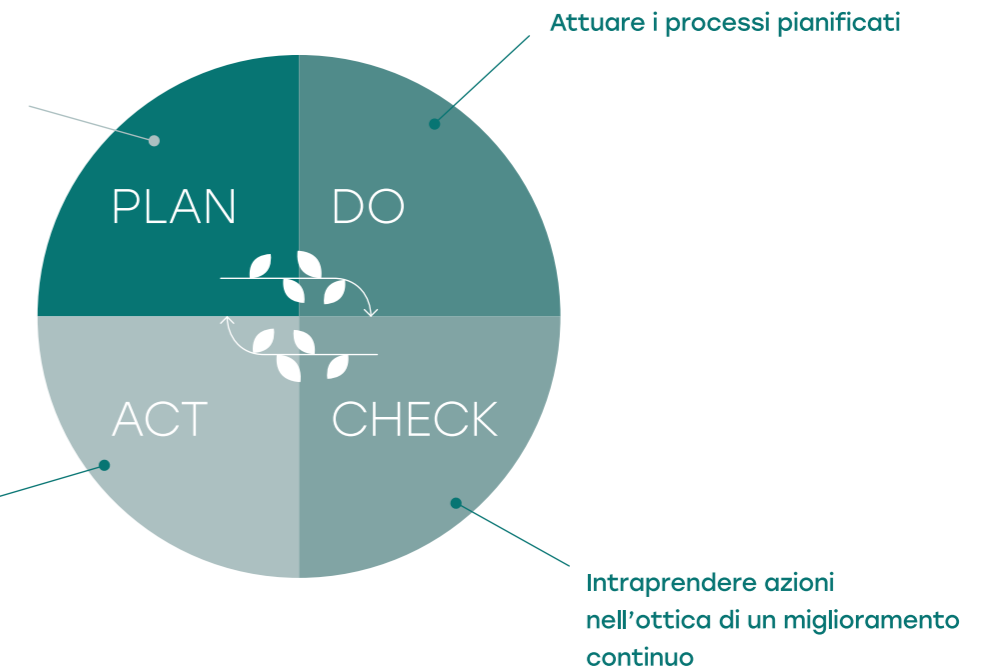 Attuare i processi pianificati
PLAN
DO
ACT
CHECK
Intraprendere azioni
nell'ottica di un miglioramento
continuo